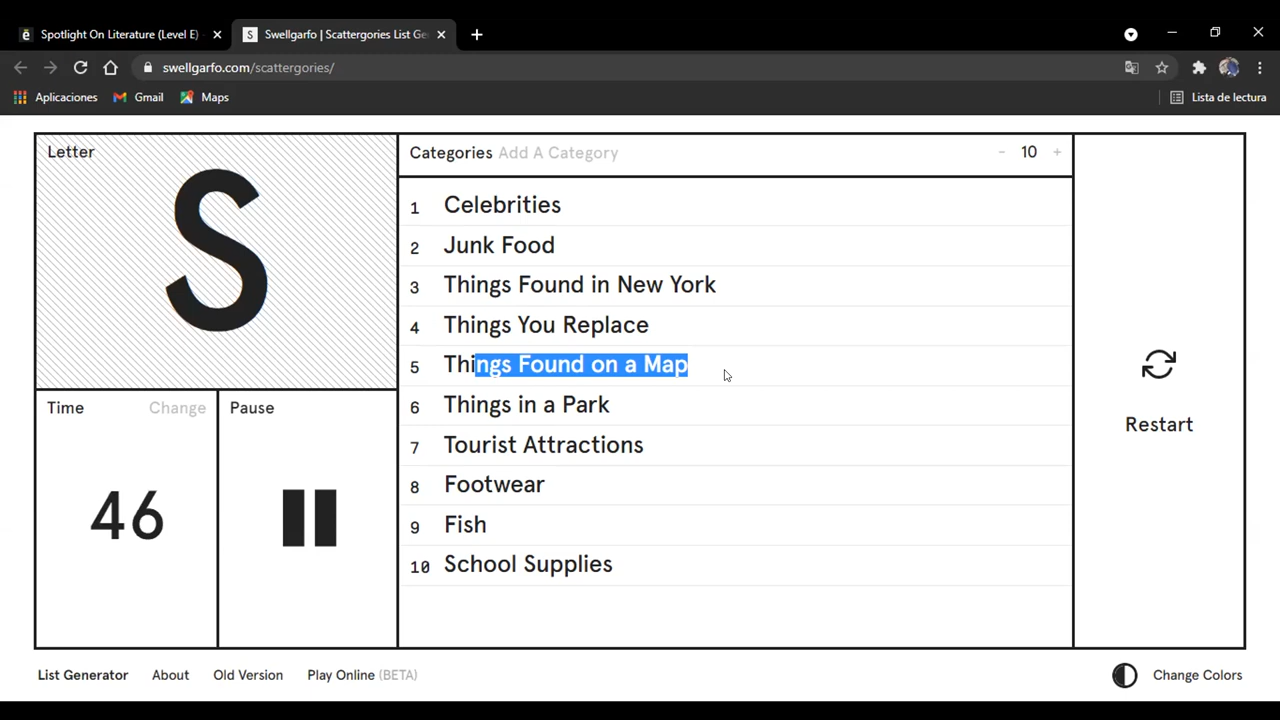 Spotlight On Literature (Level E)
Swellgarfo | Scattergories List Ge
swellgarfo.com/scattergories/
Aplicaciones Gmail Maps Lista de lectura
Letter
S
Categories Add A Category - 10 +
1 Celebrities
2 Junk Food
3 Things Found in New York
4 Things You Replace
5 Things Found on a Map
6 Things in a Park
7 Tourist Attractions
8 Footwear
9 Fish
10 School Supplies
Time Change
46
Pause
Restart
List Generator About Old Version Play Online (BETA) Change Colors